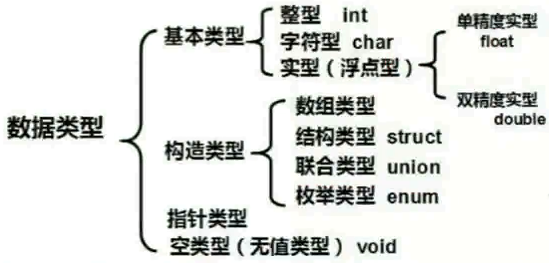 数据类型
基本类型
整型 int
字符型 char
实型（浮点型）
单精度实型
float
双精度实型
double
构造类型
数组类型
结构类型 struct
联合类型 union
枚举类型 enum
指针类型
空类型（无值类型）void